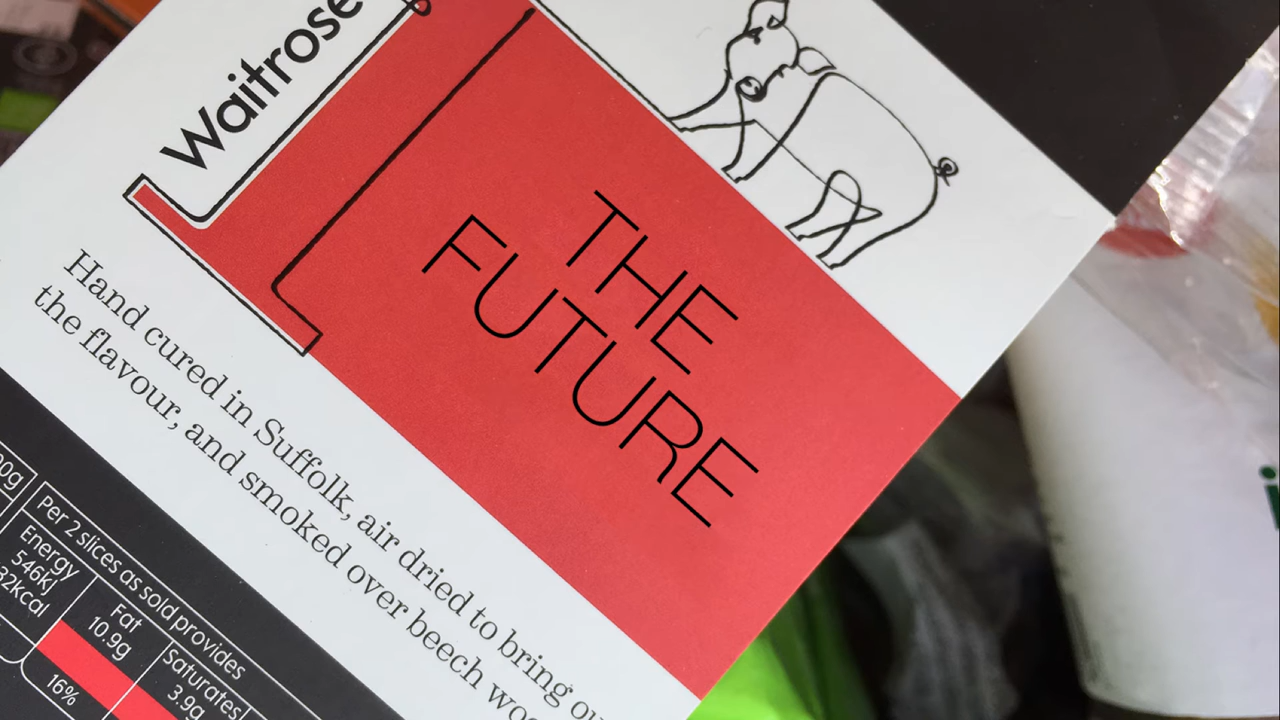 Waitrose
THE
FUTURE
Hand cured in Suffolk, air dried to bring
the flavour, and smoked over beech
Per 2 slices as sold provides
Energy
546kJ
Fat
10.9g
Saturates
3.9g
16%